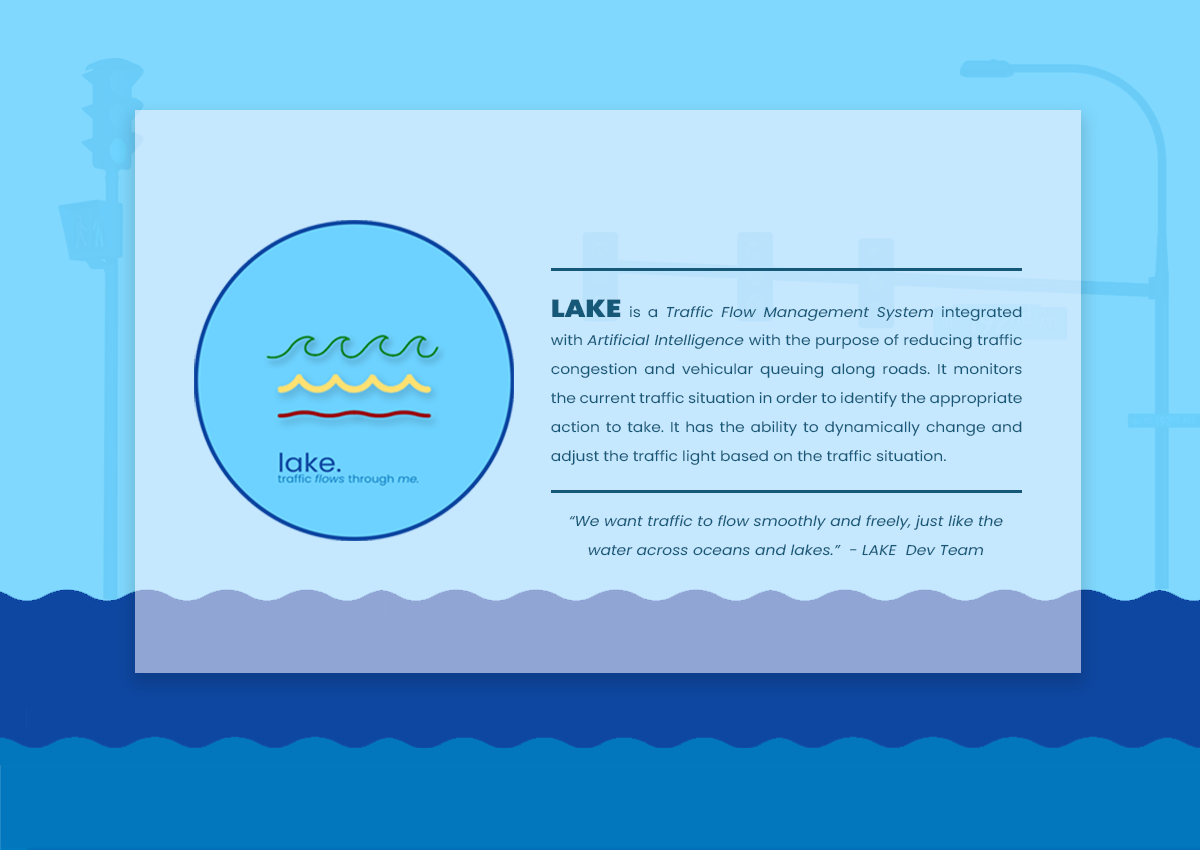 lake.
traffic flows through me.
LAKE is a Traffic Flow Management System integrated
with Artificial Intelligence with the purpose of reducing traffic
congestion and vehicular queuing along roads. It monitors
the current traffic situation in order to identify the appropriate
action to take. It has the ability to dynamically change and
adjust the traffic light based on the traffic situation.
“We want traffic to flow smoothly and freely, just like the
water across oceans and lakes.” - LAKE Dev Team